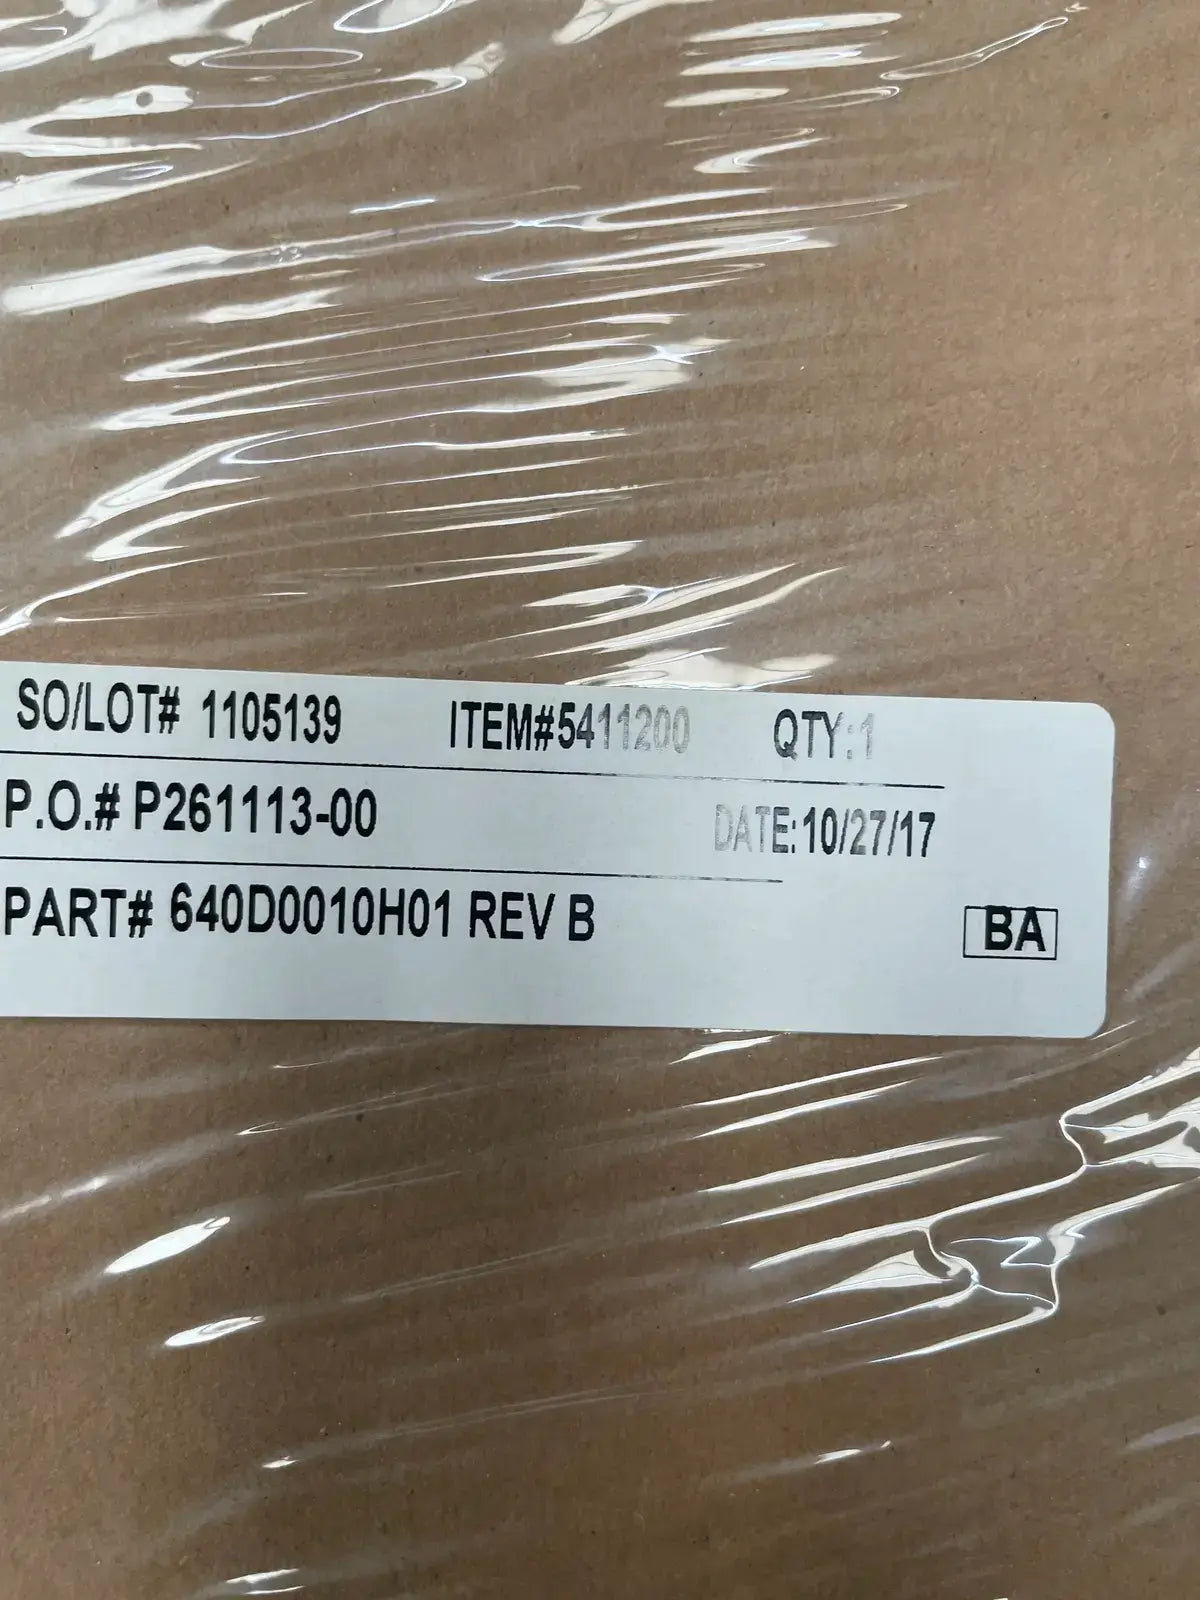 SO/LOT# 1105139 ITEM#5411200 QTY:1
P.O.# P261113-00 DATE:10/27/17
PART# 640D0010H01 REV B BA